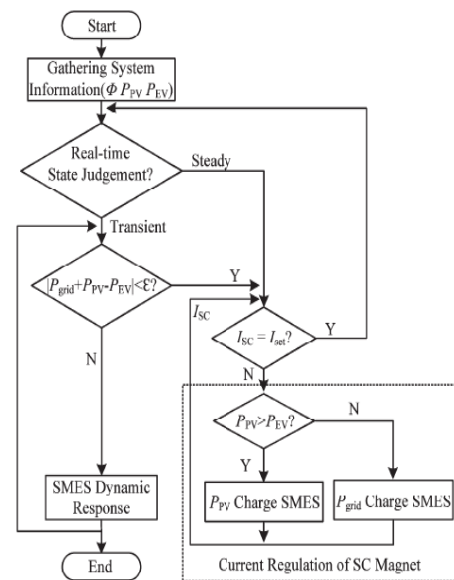 Start
Gathering System
Information(Φ P_PV P_EV)
Real-time
State Judgement?
Steady
Transient
|P_grid+P_PV-P_EV|<Ɛ?
Y
I_SC
I_SC = I_set?
Y
N
N
P_PV>P_EV?
N
Y
SMES Dynamic
Response
P_PV Charge SMES
P_grid Charge SMES
End
Current Regulation of SC Magnet